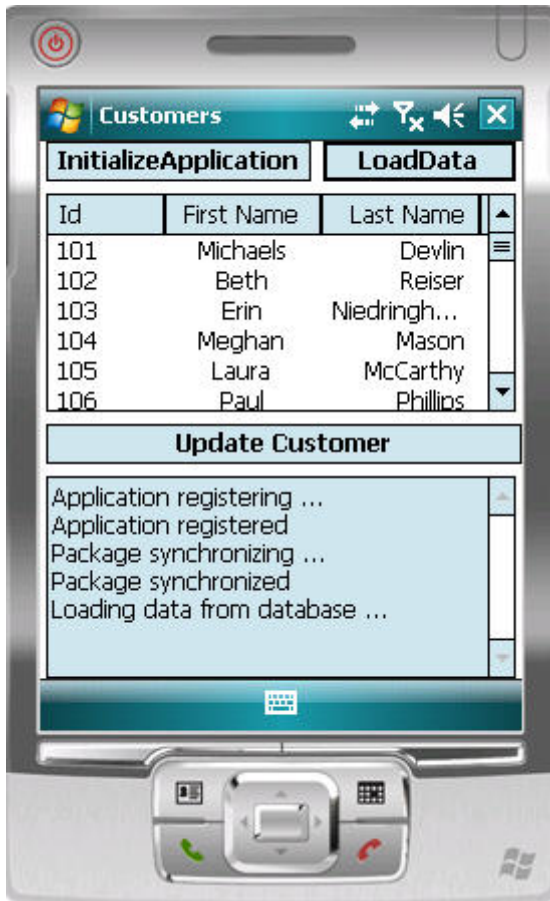 Customers
InitializeApplication LoadData
Id First Name Last Name
101 Michaels Devlin
102 Beth Reiser
103 Erin Niedringh...
104 Meghan Mason
105 Laura McCarthy
106 Paul Phillips
Update Customer
Application registering ...
Application registered
Package synchronizing ...
Package synchronized
Loading data from database ...